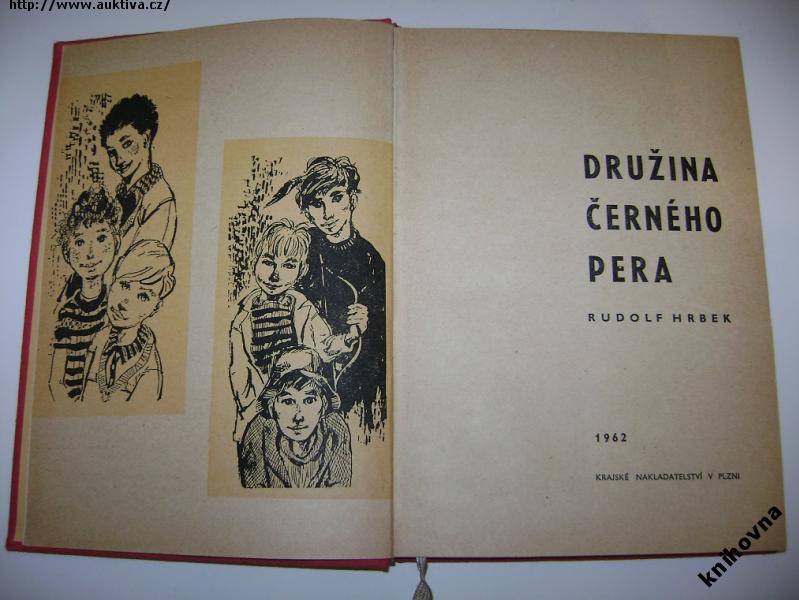 http://www.auktiva.cz/
DRUŽINA
ČERNÉHO
PERA
RUDOLF HRBEK
1962
KRAJSKÉ NAKLADATELSTVÍ V PLZNI
knihovna